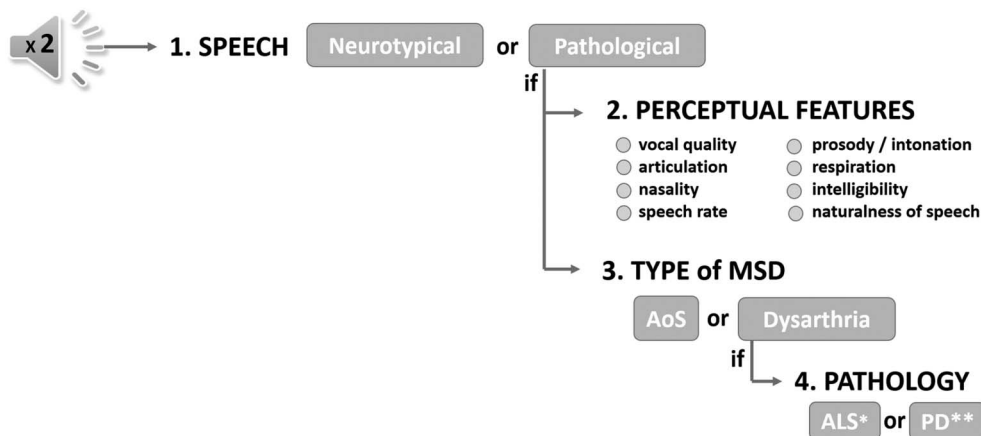 x 2
1. SPEECH Neurotypical or Pathological
if
2. PERCEPTUAL FEATURES
vocal quality prosody / intonation
articulation respiration
nasality intelligibility
speech rate naturalness of speech
3. TYPE of MSD
AoS or Dysarthria
if
4. PATHOLOGY
ALS* or PD**